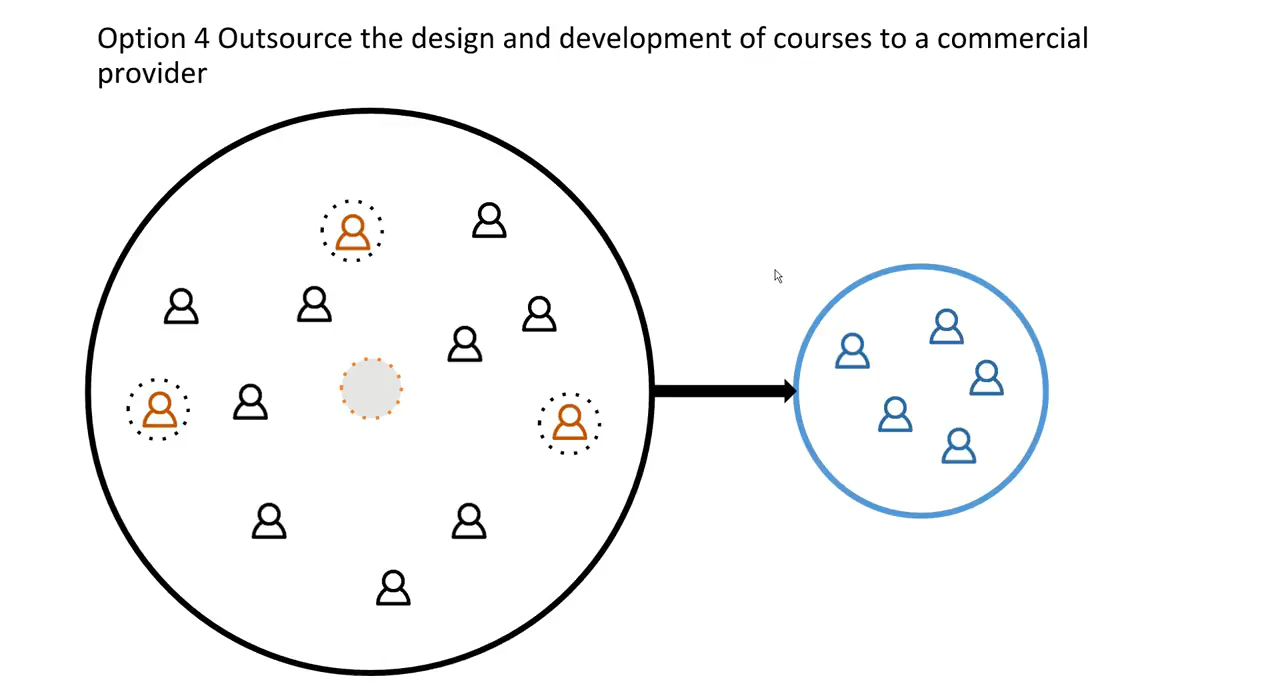 Option 4 Outsource the design and development of courses to a commercial
provider